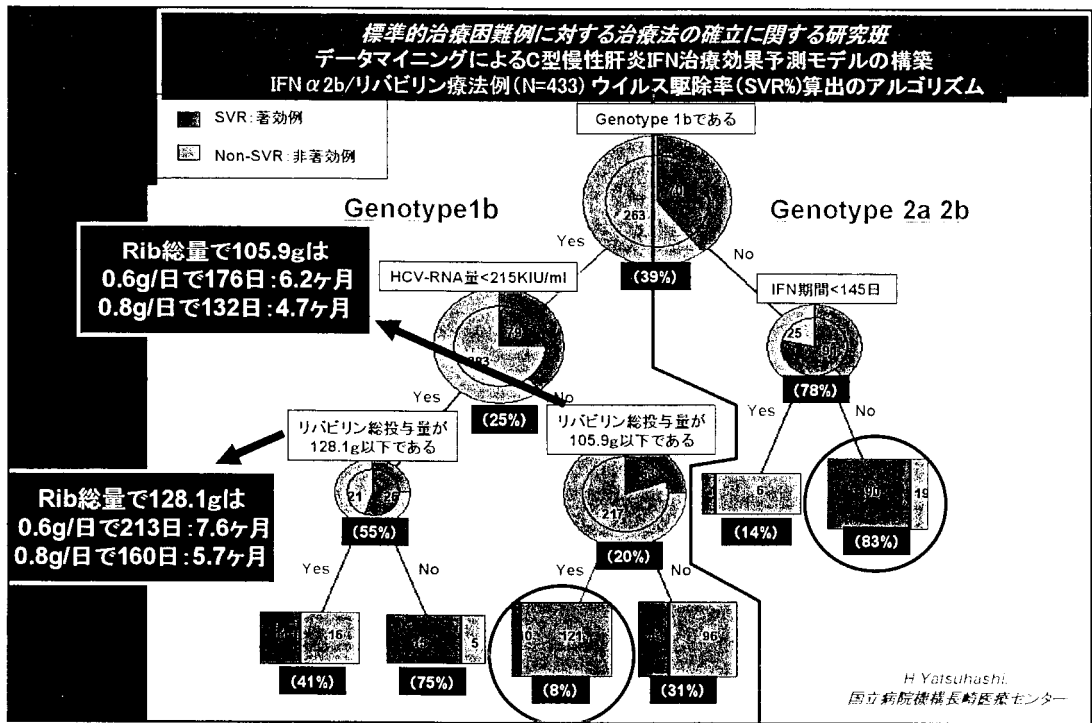 標準的治療困難例に対する治療法の確立に関する研究班
データマイニングによるC型慢性肝炎IFN治療効果予測モデルの構築
IFNα2b/リバビリン療法例(N=433) ウイルス駆除率(SVR%)算出のアルゴリズム
SVR:著効例
Non-SVR:非著効例
Genotype 1bである
263
Genotype1b
Genotype 2a 2b
Yes
No
(39%)
Rib総量で105.9gは
0.6g/日で176日:6.2ヶ月
0.8g/日で132日:4.7ヶ月
HCV-RNA量<215KIU/ml
IFN期間<145日
25
(25%)
(78%)
Yes
No
Yes
No
リバビリン総投与量が
128.1g以下である
リバビリン総投与量が
105.9g以下である
Rib総量で128.1gは
0.6g/日で213日:7.6ヶ月
0.8g/日で160日:5.7ヶ月
21
26
217
6
90
19
(55%)
(20%)
(14%)
(83%)
Yes
No
Yes
No
16
15
5
121
96
(41%)
(75%)
(8%)
(31%)
H Yatsuhashi.
国立病院機構長崎医療センター